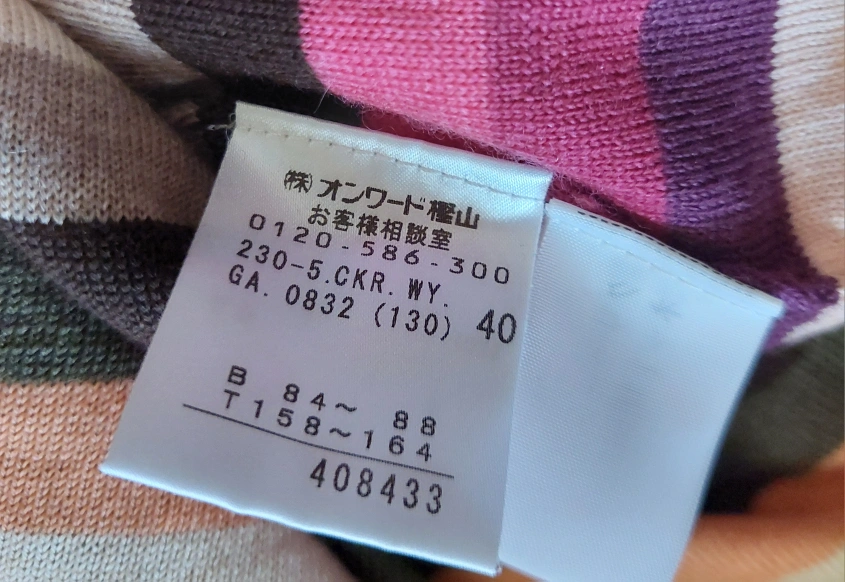 ㈱オンワード樫山
お客様相談室
0120-586-300
230-5.CKR.WY.
GA. 0832 (130) 40
B 84~ 88
T158~164
408433